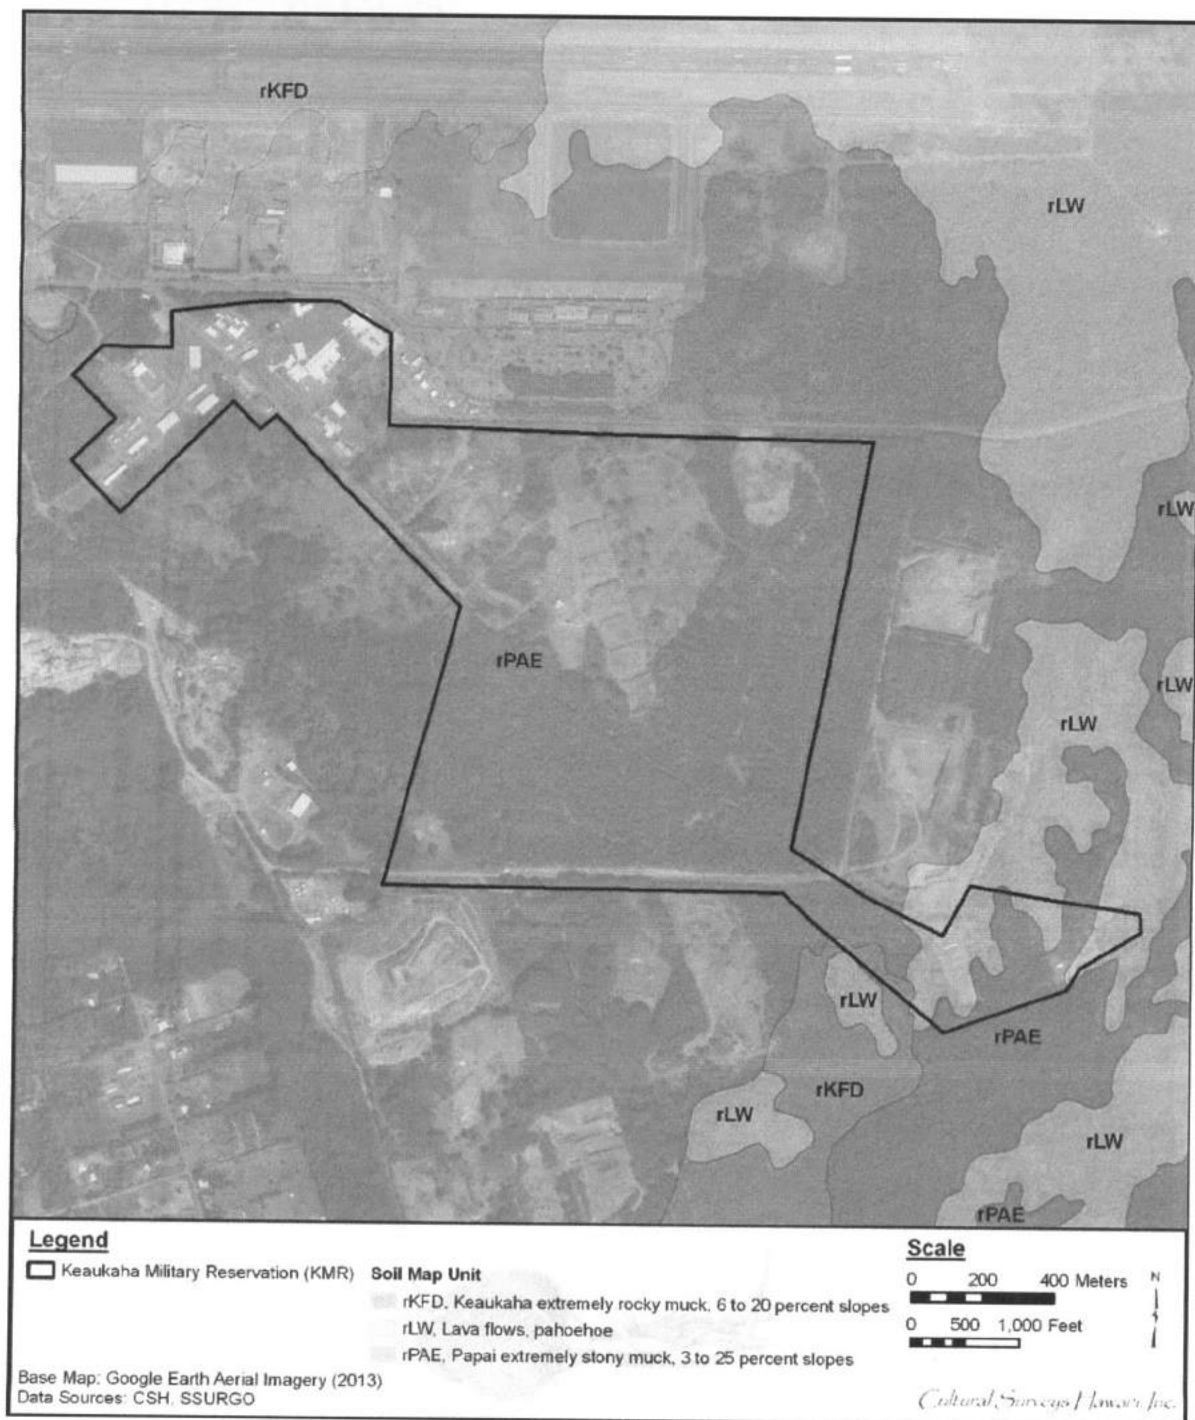 rKFD
rLW
rLW
rPAE
rLW
rLW
rLW
rPAE
rKFD
rLW
rLW
rPAE
Legend
Keaukaha Military Reservation (KMR)
Soil Map Unit
rKFD, Keaukaha extremely rocky muck, 6 to 20 percent slopes
rLW, Lava flows, pahoehoe
rPAE, Papai extremely stony muck, 3 to 25 percent slopes
Scale
0 200 400 Meters
0 500 1,000 Feet
N
Base Map: Google Earth Aerial Imagery (2013)
Data Sources: CSH, SSURGO
Cultural Surveys Hawai'i, Inc.